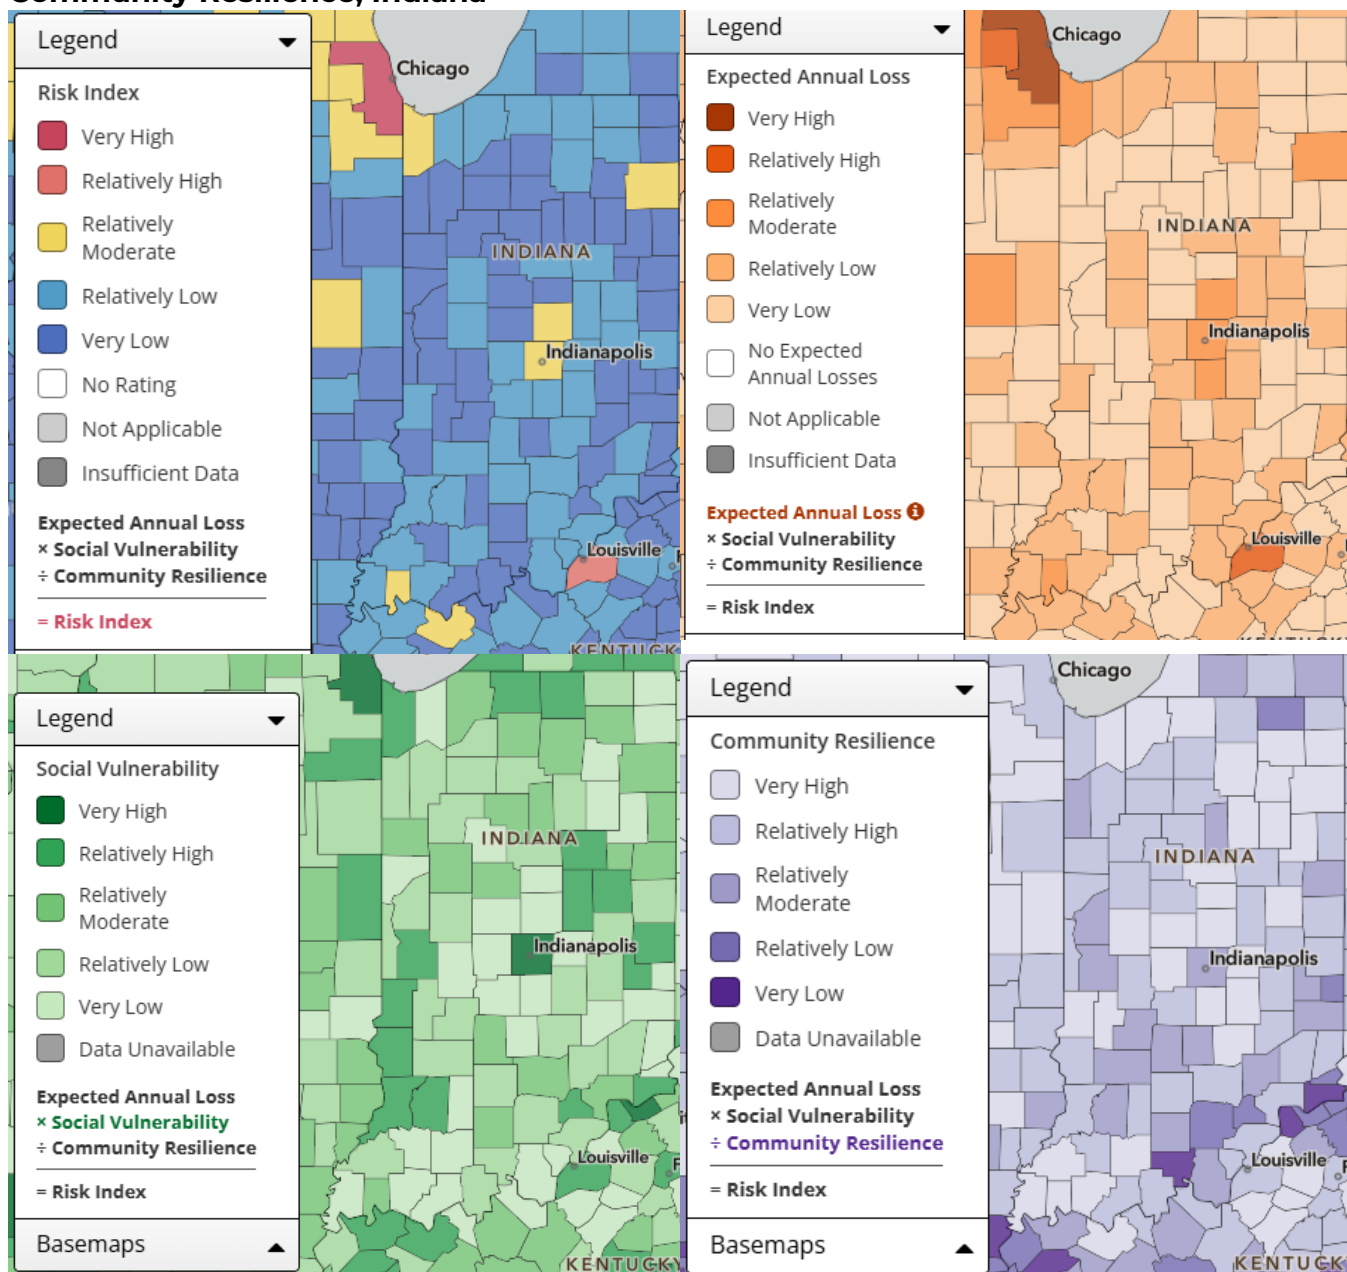 Community Resilience, Indiana
Legend
Risk Index
Very High
Relatively High
Relatively
Moderate
Relatively Low
Very Low
No Rating
Not Applicable
Insufficient Data
Expected Annual Loss
× Social Vulnerability
÷ Community Resilience
= Risk Index
Chicago
INDIANA
Indianapolis
Louisville
KENTUCK
Legend
Expected Annual Loss
Very High
Relatively High
Relatively
Moderate
Relatively Low
Very Low
No Expected
Annual Losses
Not Applicable
Insufficient Data
Expected Annual Loss
× Social Vulnerability
÷ Community Resilience
= Risk Index
Chicago
INDIANA
Indianapolis
Louisville
KENTUCK
Legend
Social Vulnerability
Very High
Relatively High
Relatively
Moderate
Relatively Low
Very Low
Data Unavailable
Expected Annual Loss
× Social Vulnerability
÷ Community Resilience
= Risk Index
Basemaps
INDIANA
Indianapolis
Louisville
F
KENTUCKY
Legend
Community Resilience
Very High
Relatively High
Relatively
Moderate
Relatively Low
Very Low
Data Unavailable
Expected Annual Loss
× Social Vulnerability
÷ Community Resilience
= Risk Index
Basemaps
Chicago
INDIANA
Indianapolis
Louisville
KENTUCK